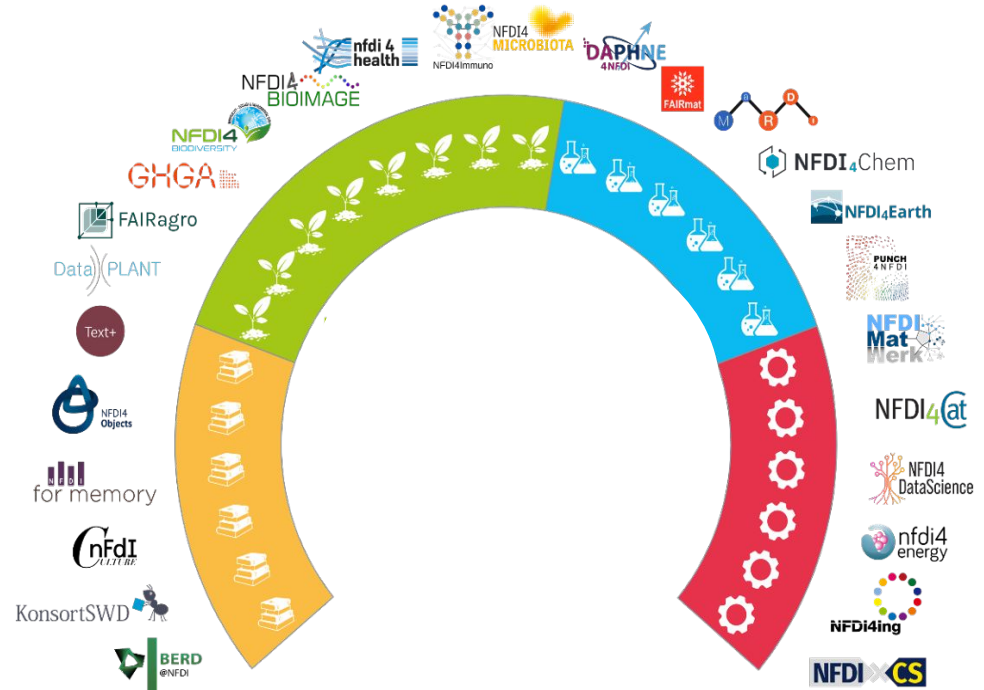 nfdi 4
health
NFDI4Immuno
NFDI4
MICROBIOTA
DAPHNE
4NFDI
FAIRmat
M a R D i
NFDI4
BIOIMAGE
NFDI4
BIODIVERSITY
NFDI4Chem
GHGA
NFDI4Earth
FAIRagro
PUNCH
4NFDI
Data PLANT
Text+
NFDI
Mat
Werk
NFDI4
Objects
NFDI4Cat
N F D I
for memory
NFDI4
DataScience
nFdI
CULTURE
nfdi4
energy
KonsortSWD
NFDi4ing
BERD
@NFDI
NFDI x CS